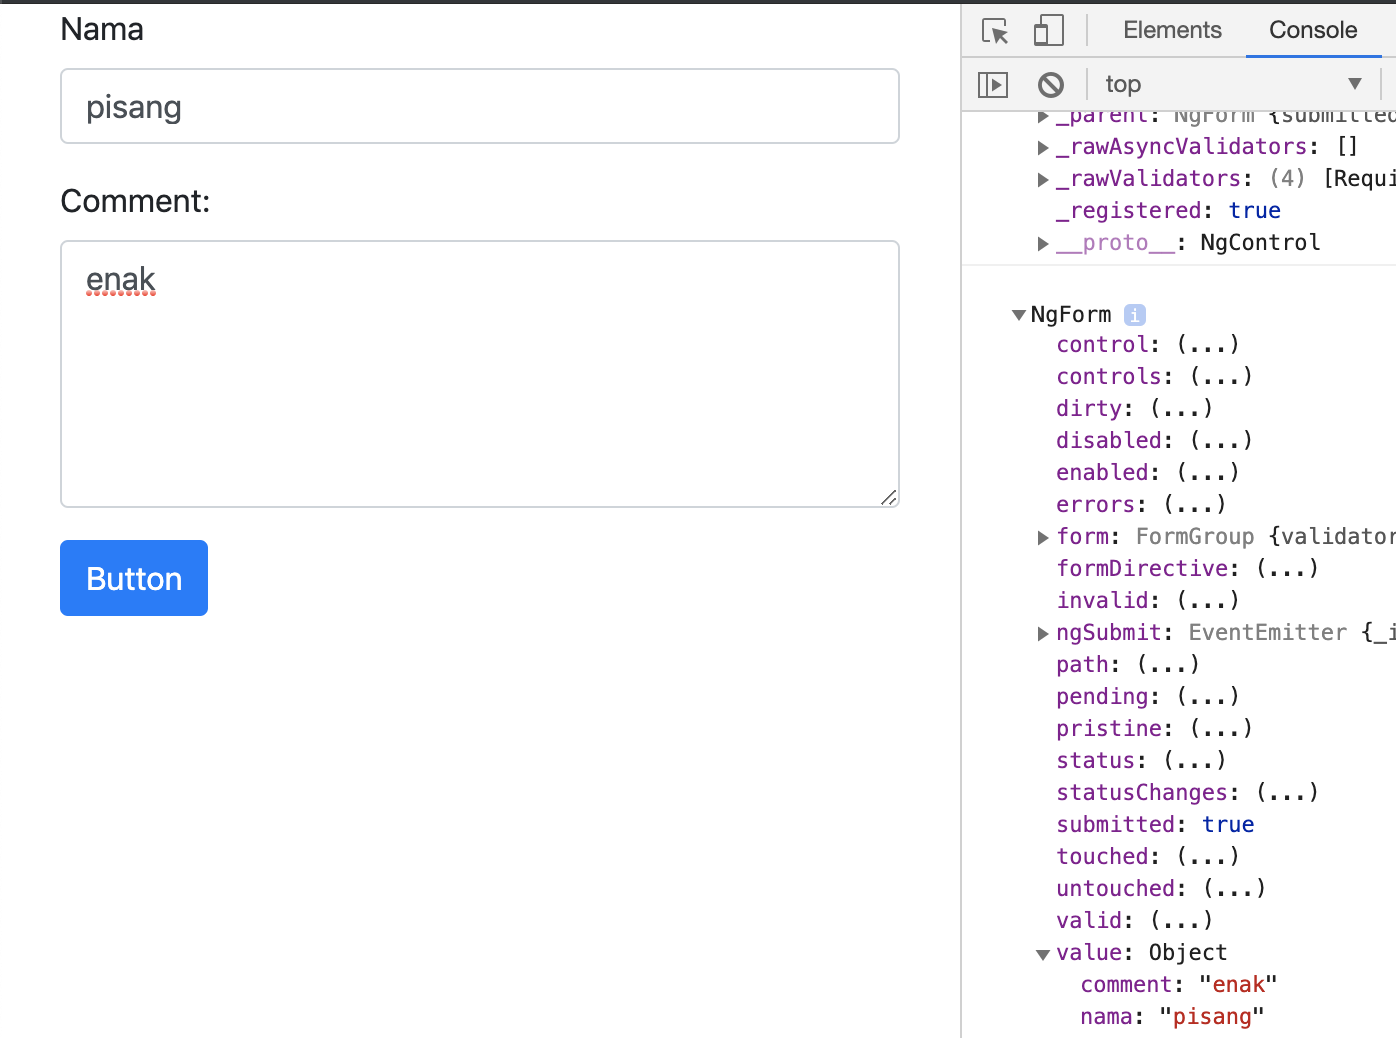 Nama
pisang
Comment:
enak
Button
Elements Console
top
_parent: NgForm {submitted
_rawAsyncValidators: []
_rawValidators: (4) [Requi
_registered: true
__proto__: NgControl
NgForm i
control: (...)
controls: (...)
dirty: (...)
disabled: (...)
enabled: (...)
errors: (...)
form: FormGroup {validator
formDirective: (...)
invalid: (...)
ngSubmit: EventEmitter {_i
path: (...)
pending: (...)
pristine: (...)
status: (...)
statusChanges: (...)
submitted: true
touched: (...)
untouched: (...)
valid: (...)
value: Object
comment: "enak"
nama: "pisang"